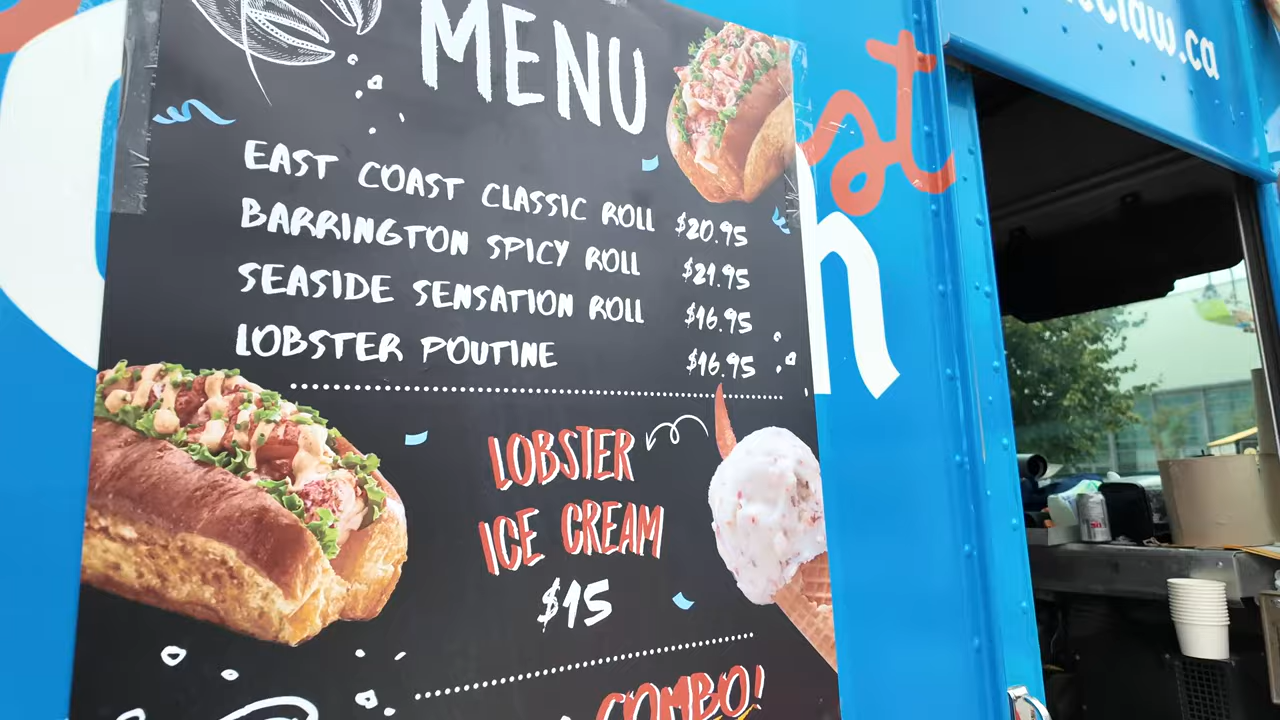 MENU
EAST COAST CLASSIC ROLL $20.95
BARRINGTON SPICY ROLL $21.95
SEASIDE SENSATION ROLL $16.95
LOBSTER POUTINE $16.95
LOBSTER
ICE CREAM
$15
COMBO!